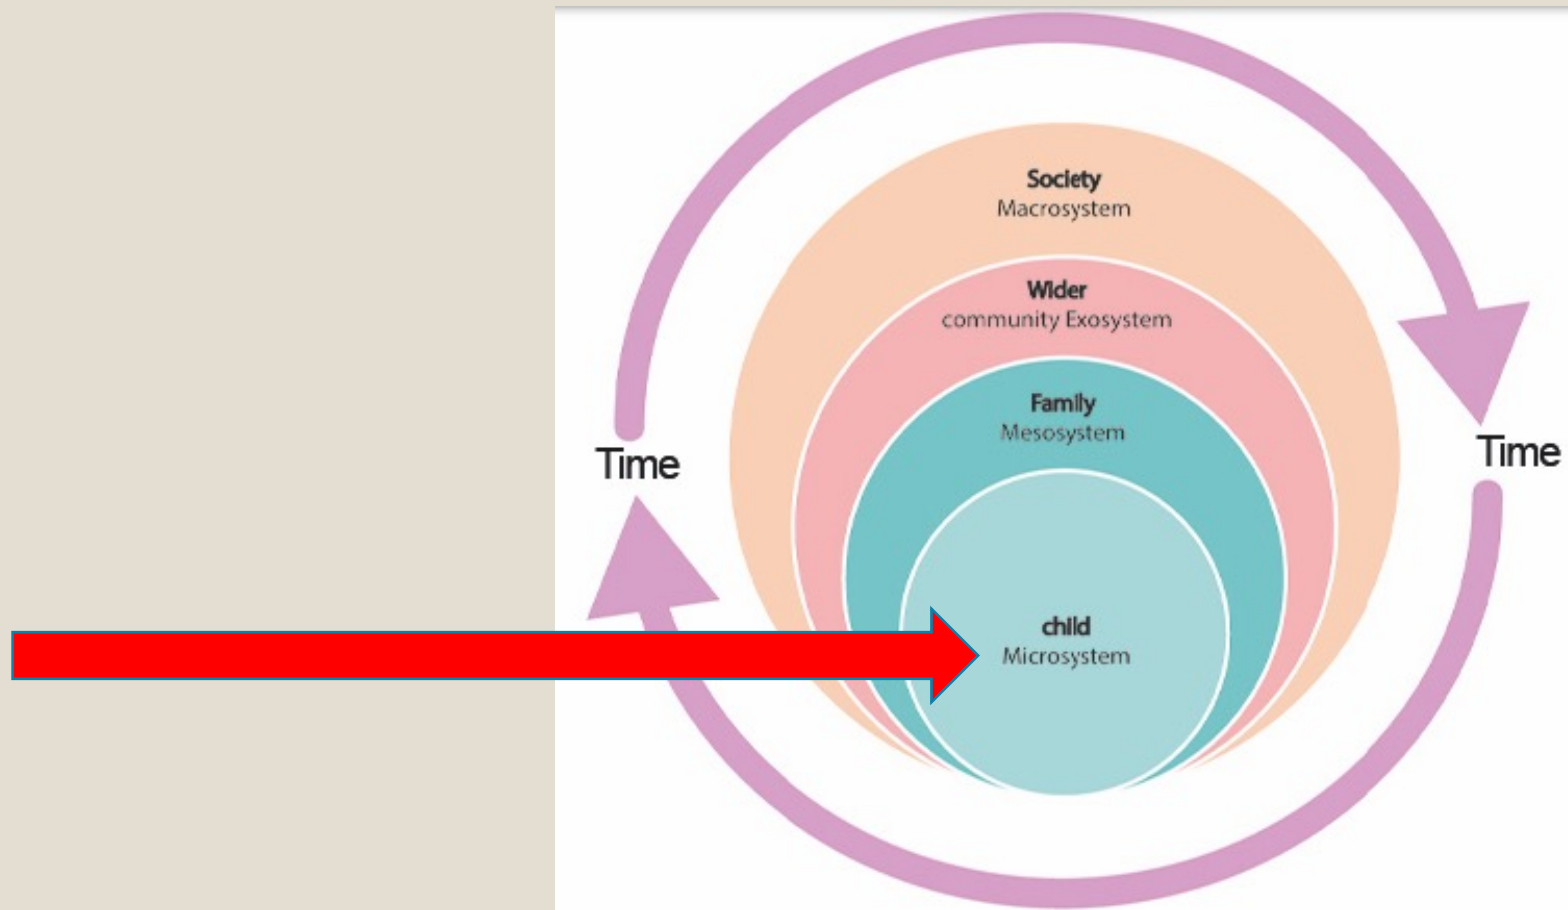 Society
Macrosystem
Wider
community Exosystem
Family
Mesosystem
Time
Time
child
Microsystem